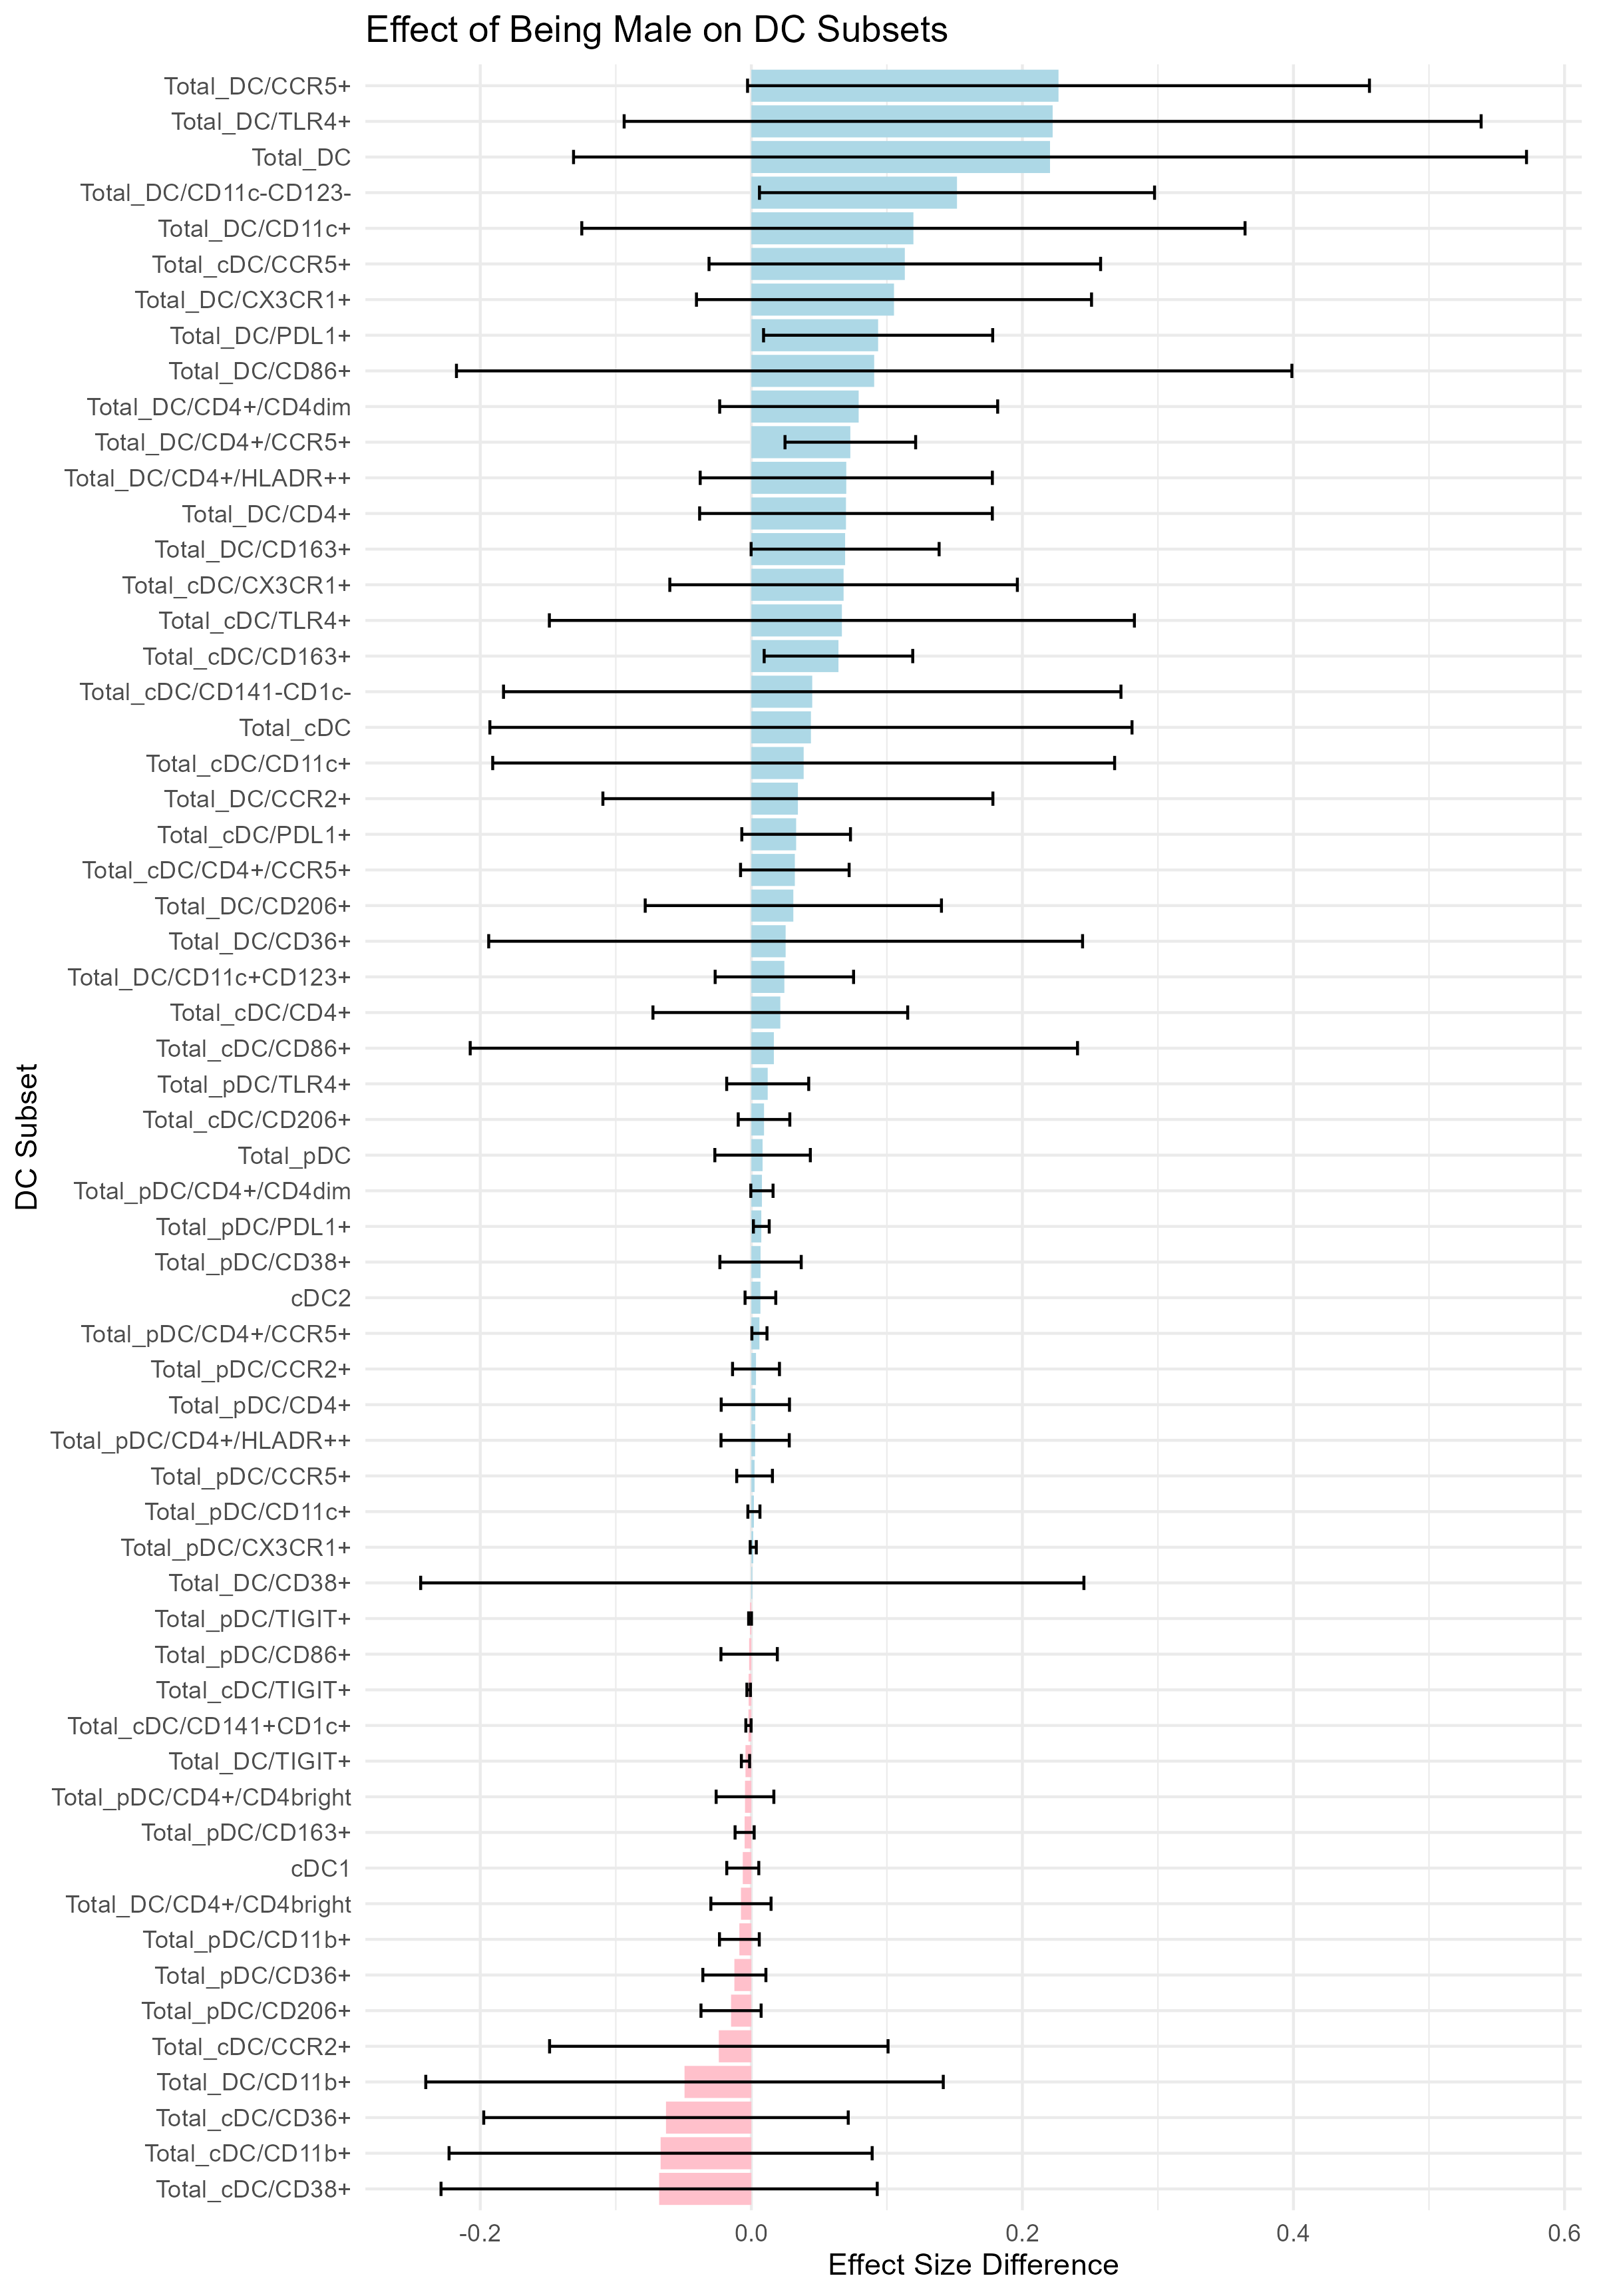 Effect of Being Male on DC Subsets
Total_DC/CCR5+
Total_DC/TLR4+
Total_DC
Total_DC/CD11c-CD123-
Total_DC/CD11c+
Total_cDC/CCR5+
Total_DC/CX3CR1+
Total_DC/PDL1+
Total_DC/CD86+
Total_DC/CD4+/CD4dim
Total_DC/CD4+/CCR5+
Total_DC/CD4+/HLADR++
Total_DC/CD4+
Total_DC/CD163+
Total_cDC/CX3CR1+
Total_cDC/TLR4+
Total_cDC/CD163+
Total_cDC/CD141-CD1c-
Total_cDC
Total_cDC/CD11c+
Total_DC/CCR2+
Total_cDC/PDL1+
Total_cDC/CD4+/CCR5+
Total_DC/CD206+
Total_DC/CD36+
Total_DC/CD11c+CD123+
Total_cDC/CD4+
Total_cDC/CD86+
Total_pDC/TLR4+
Total_cDC/CD206+
Total_pDC
Total_pDC/CD4+/CD4dim
Total_pDC/PDL1+
Total_pDC/CD38+
cDC2
Total_pDC/CD4+/CCR5+
Total_pDC/CCR2+
Total_pDC/CD4+
Total_pDC/CD4+/HLADR++
Total_pDC/CCR5+
Total_pDC/CD11c+
Total_pDC/CX3CR1+
Total_DC/CD38+
Total_pDC/TIGIT+
Total_pDC/CD86+
Total_cDC/TIGIT+
Total_cDC/CD141+CD1c+
Total_DC/TIGIT+
Total_pDC/CD4+/CD4bright
Total_pDC/CD163+
cDC1
Total_DC/CD4+/CD4bright
Total_pDC/CD11b+
Total_pDC/CD36+
Total_pDC/CD206+
Total_cDC/CCR2+
Total_DC/CD11b+
Total_cDC/CD36+
Total_cDC/CD11b+
Total_cDC/CD38+
DC Subset
-0.2 0.0 0.2 0.4 0.6
Effect Size Difference